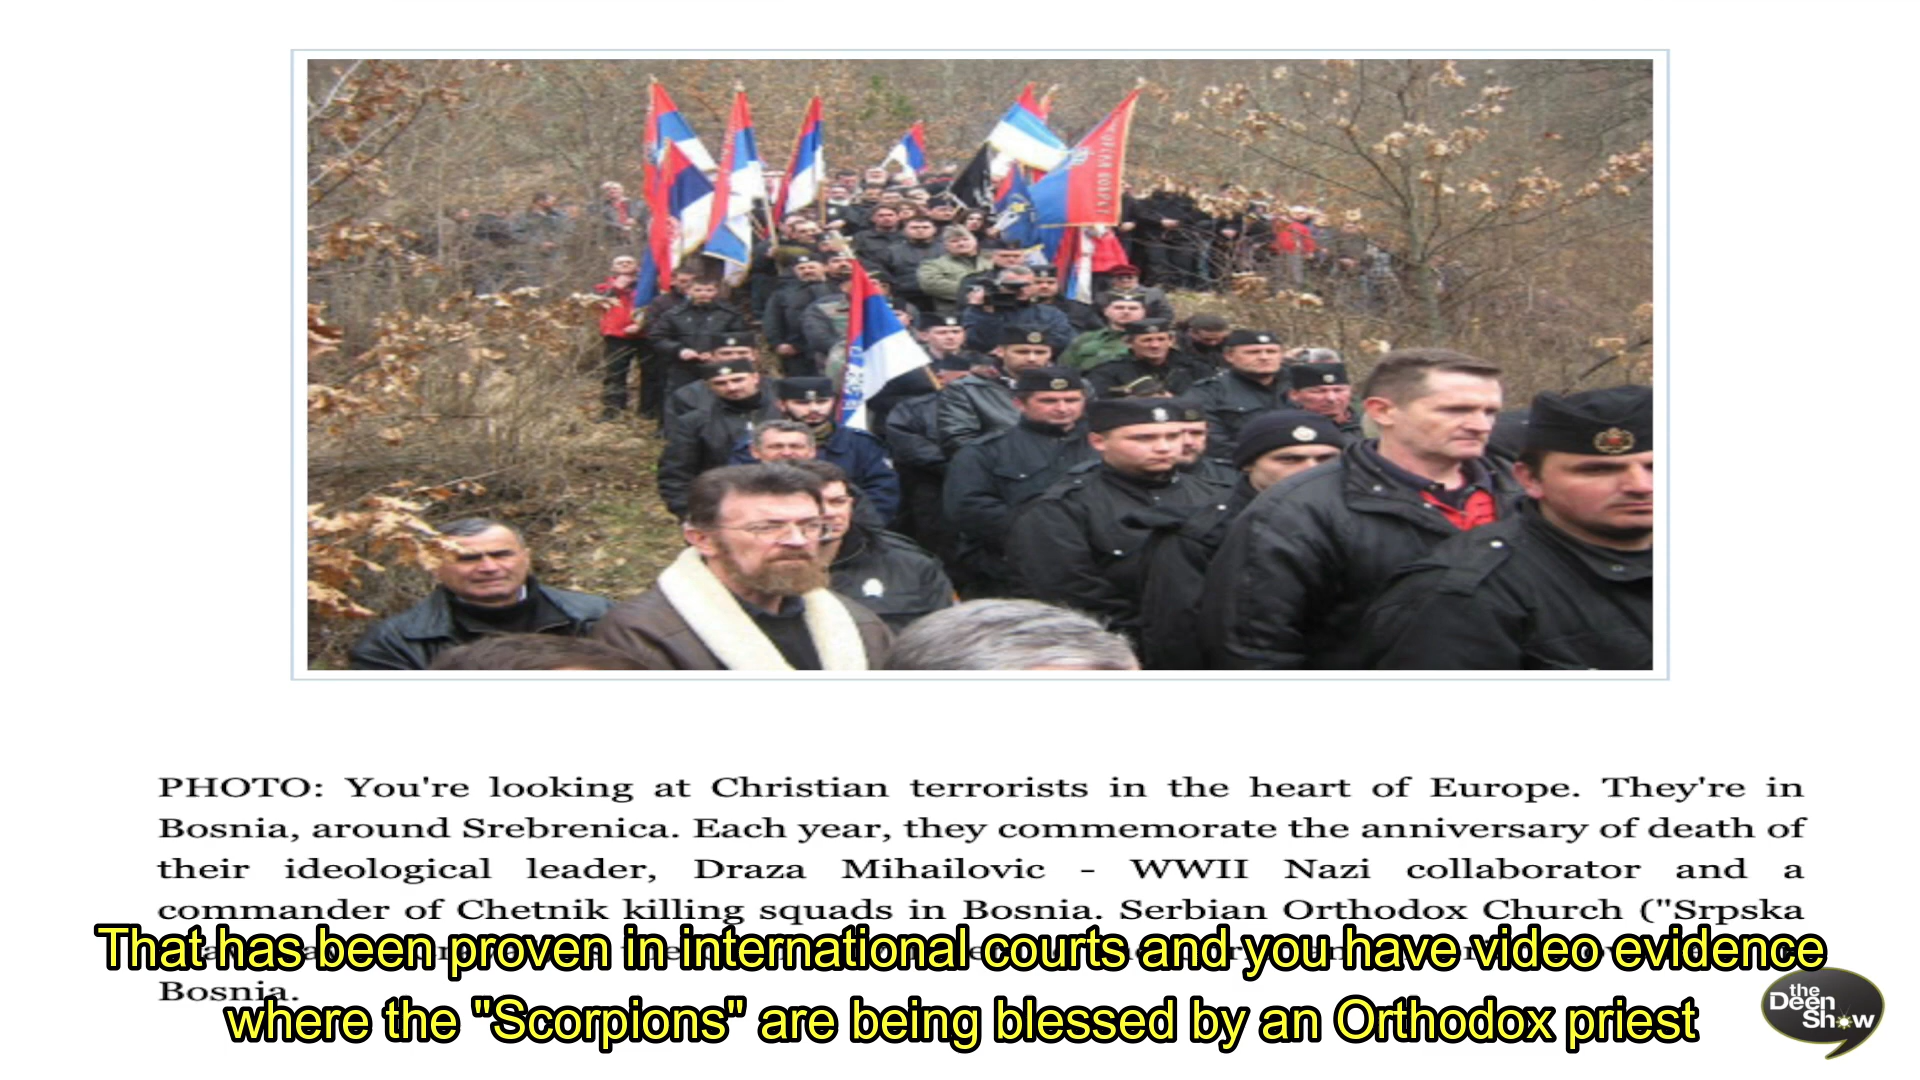 PHOTO: You're looking at Christian terrorists in the heart of Europe. They're in
Bosnia, around Srebrenica. Each year, they commemorate the anniversary of death of
their ideological leader, Draza Mihailovic - WWII Nazi collaborator and a
commander of Chetnik killing squads in Bosnia. Serbian Orthodox Church ("Srpska
That has been proven in international courts and you have video evidence
Bosnia.
where the "Scorpions" are being blessed by an Orthodox priest
the
Deen
Show